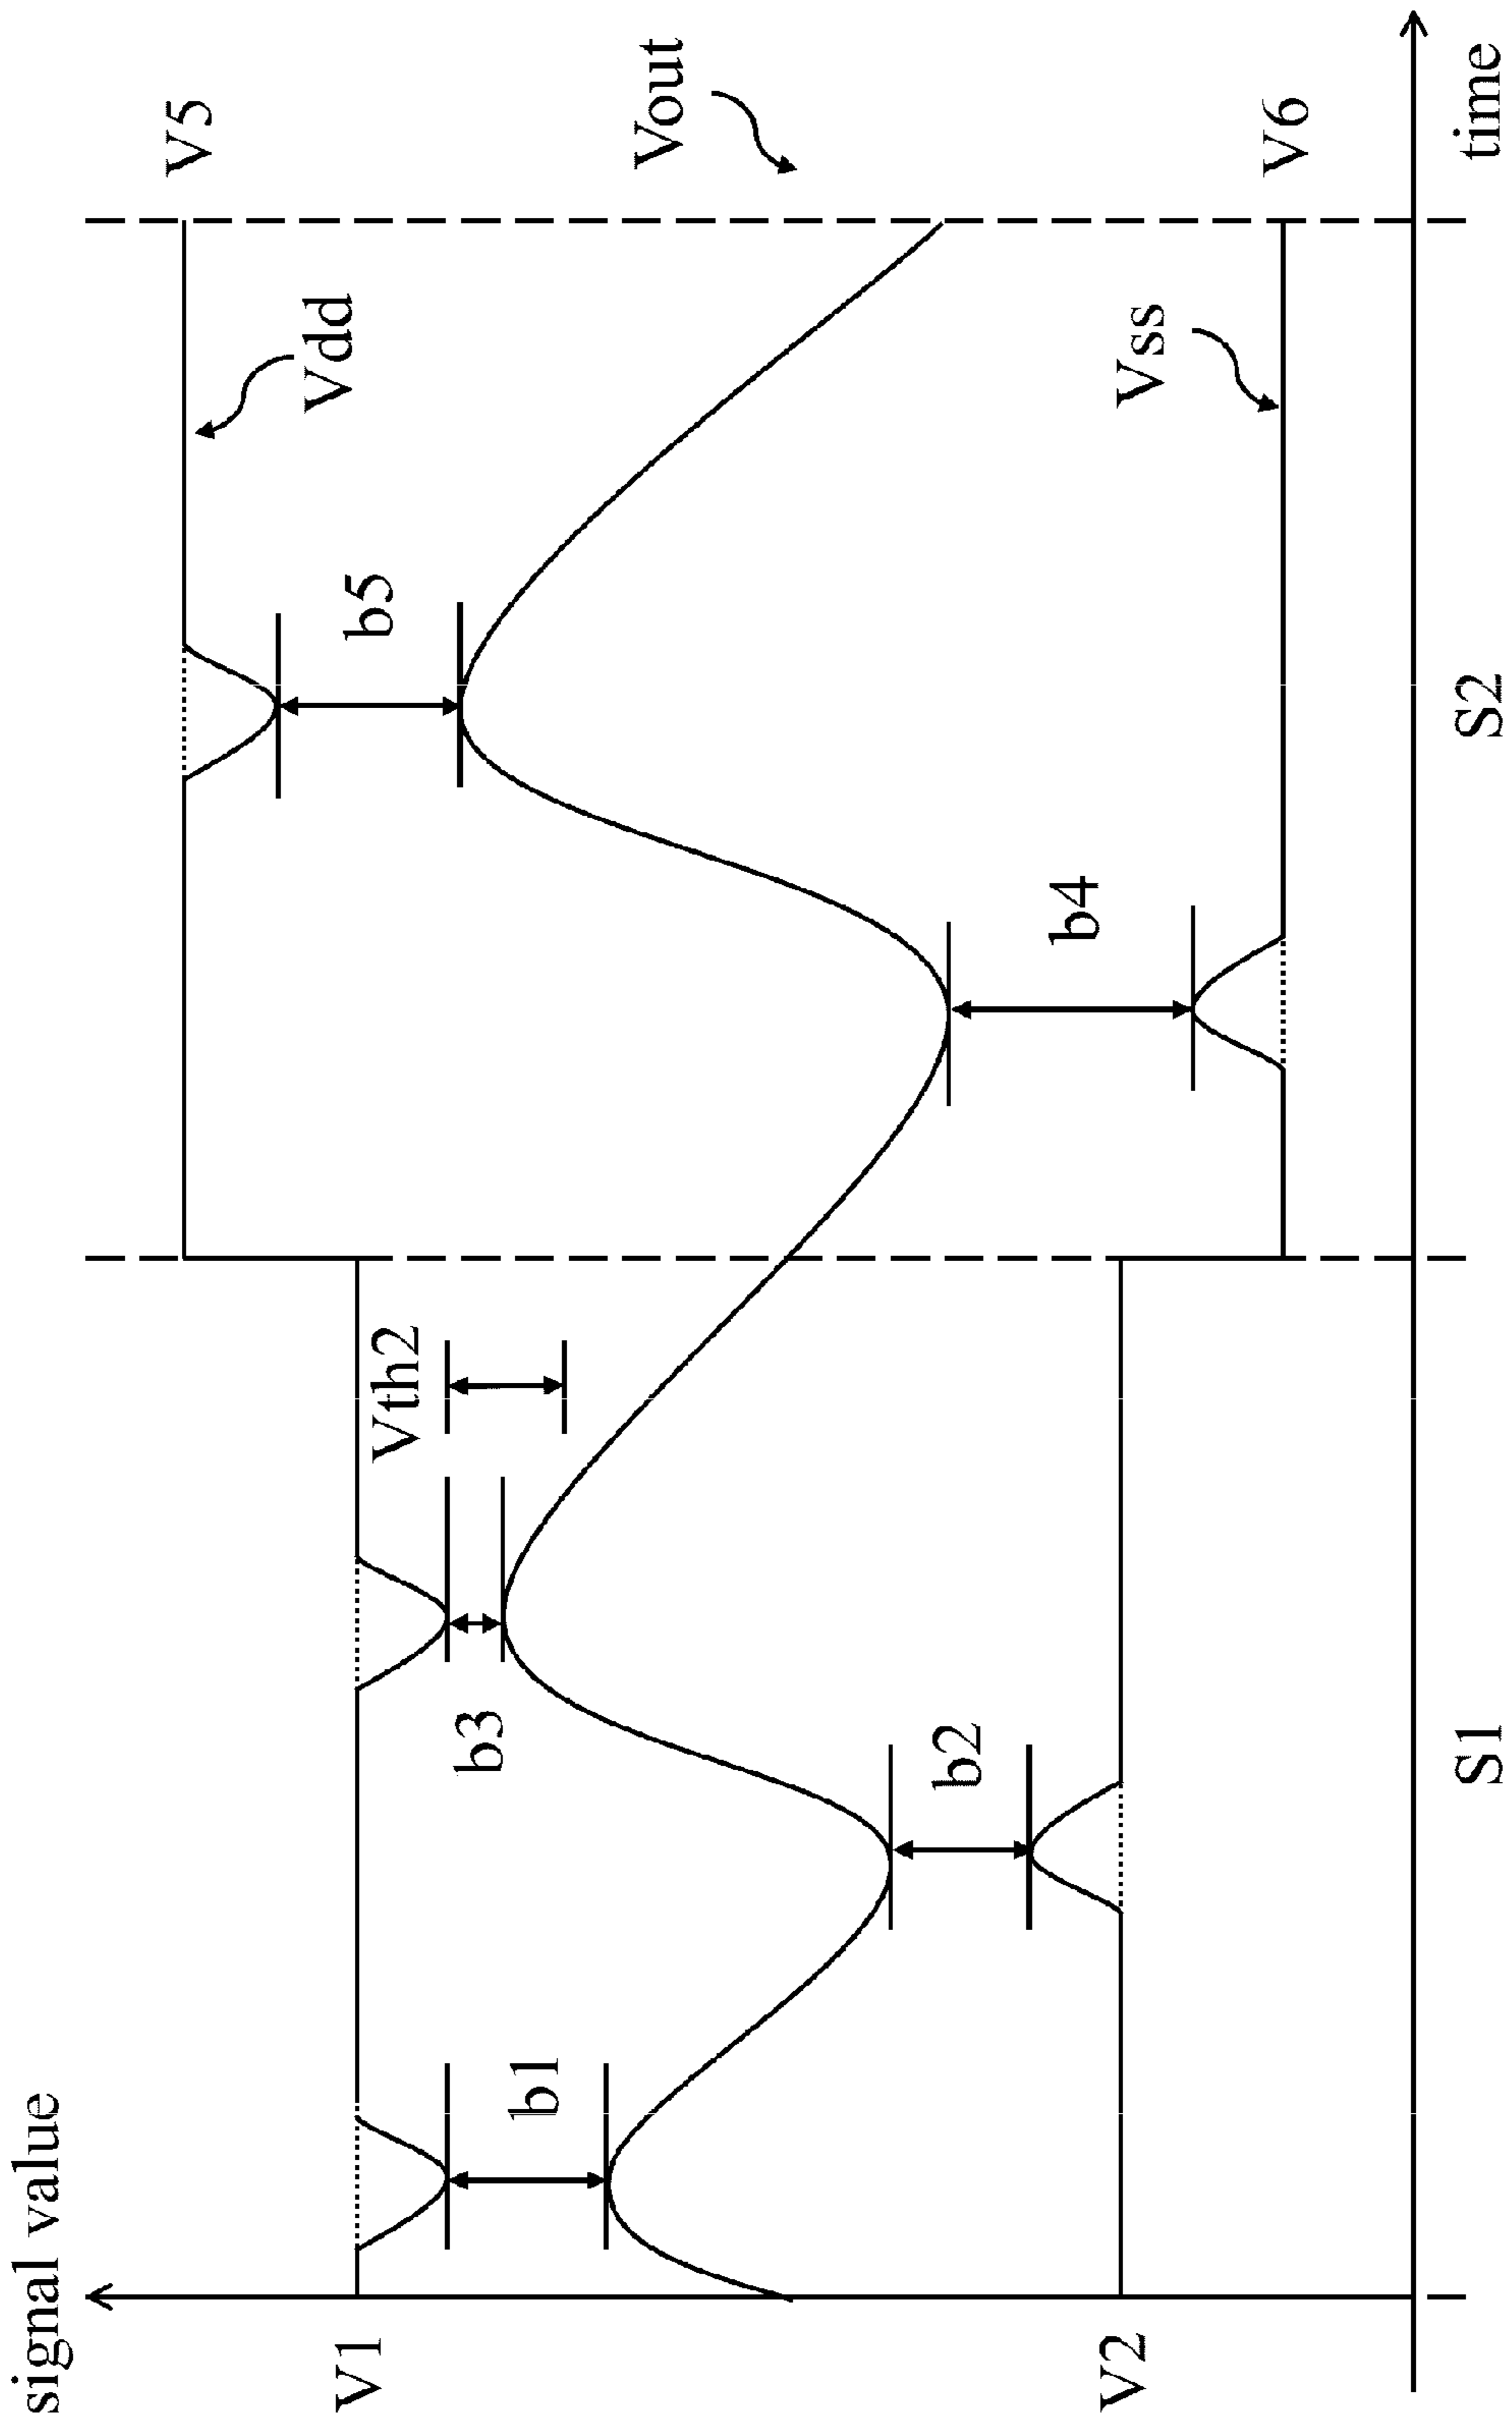 signal value
V1
V2
b1
b2
b3
Vth2
b4
b5
Vdd
Vss
V5
Vout
V6
S1
S2
time